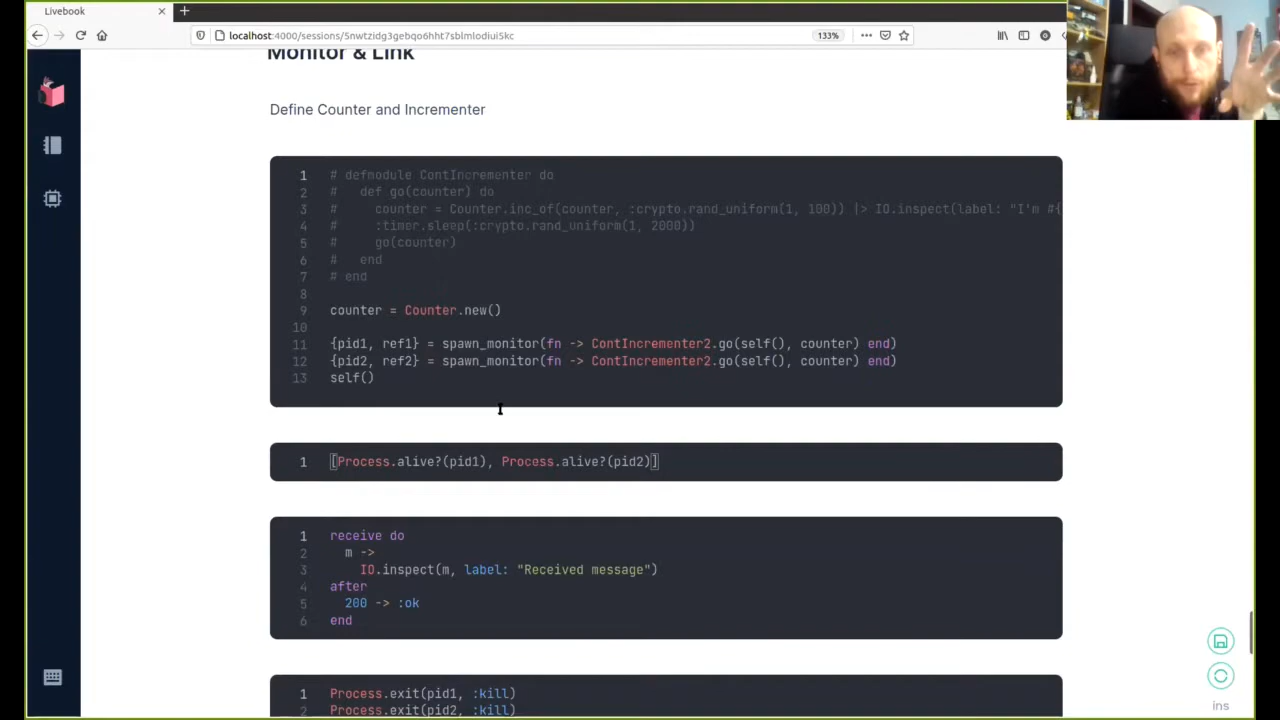 Livebook
localhost:4000/sessions/5nwtzidg3gebqo6hht7sblmlodiui5kc
133%
Monitor & Link
Define Counter and Incrementer
1 # defmodule ContIncrementer do
2 #   def go(counter) do
3 #     counter = Counter.inc_of(counter, :crypto.rand_uniform(1, 100)) |> IO.inspect(label: "I'm #{
4 #     :timer.sleep(:crypto.rand_uniform(1, 2000))
5 #     go(counter)
6 #   end
7 # end
8
9 counter = Counter.new()
10
11 {pid1, ref1} = spawn_monitor(fn -> ContIncrementer2.go(self(), counter) end)
12 {pid2, ref2} = spawn_monitor(fn -> ContIncrementer2.go(self(), counter) end)
13 self()
1 [Process.alive?(pid1), Process.alive?(pid2)]
1 receive do
2   m ->
3     IO.inspect(m, label: "Received message")
4 after
5   200 -> :ok
6 end
1 Process.exit(pid1, :kill)
2 Process.exit(pid2, :kill)
ins